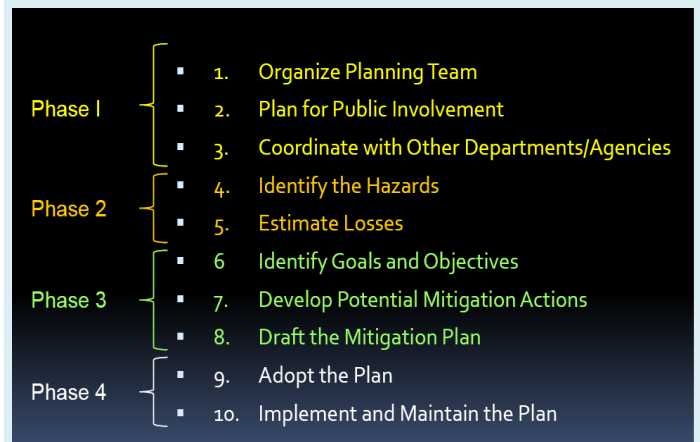 Phase I
1. Organize Planning Team
2. Plan for Public Involvement
3. Coordinate with Other Departments/Agencies
Phase 2
4. Identify the Hazards
5. Estimate Losses
Phase 3
6 Identify Goals and Objectives
7. Develop Potential Mitigation Actions
8. Draft the Mitigation Plan
Phase 4
9. Adopt the Plan
10. Implement and Maintain the Plan